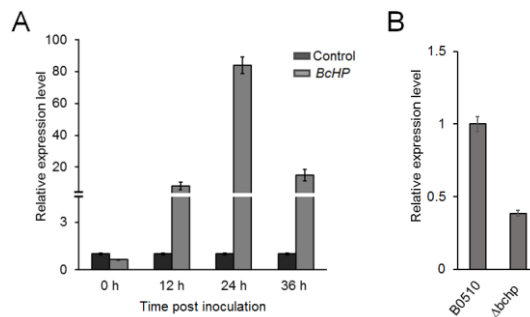 A
B
Relative expression level
100
80
60
40
20
3
0
Control
BcHP
0 h
12 h
24 h
36 h
Time post inoculation
Relative expression level
1.5
1
0.5
0
B0510
Δbchp